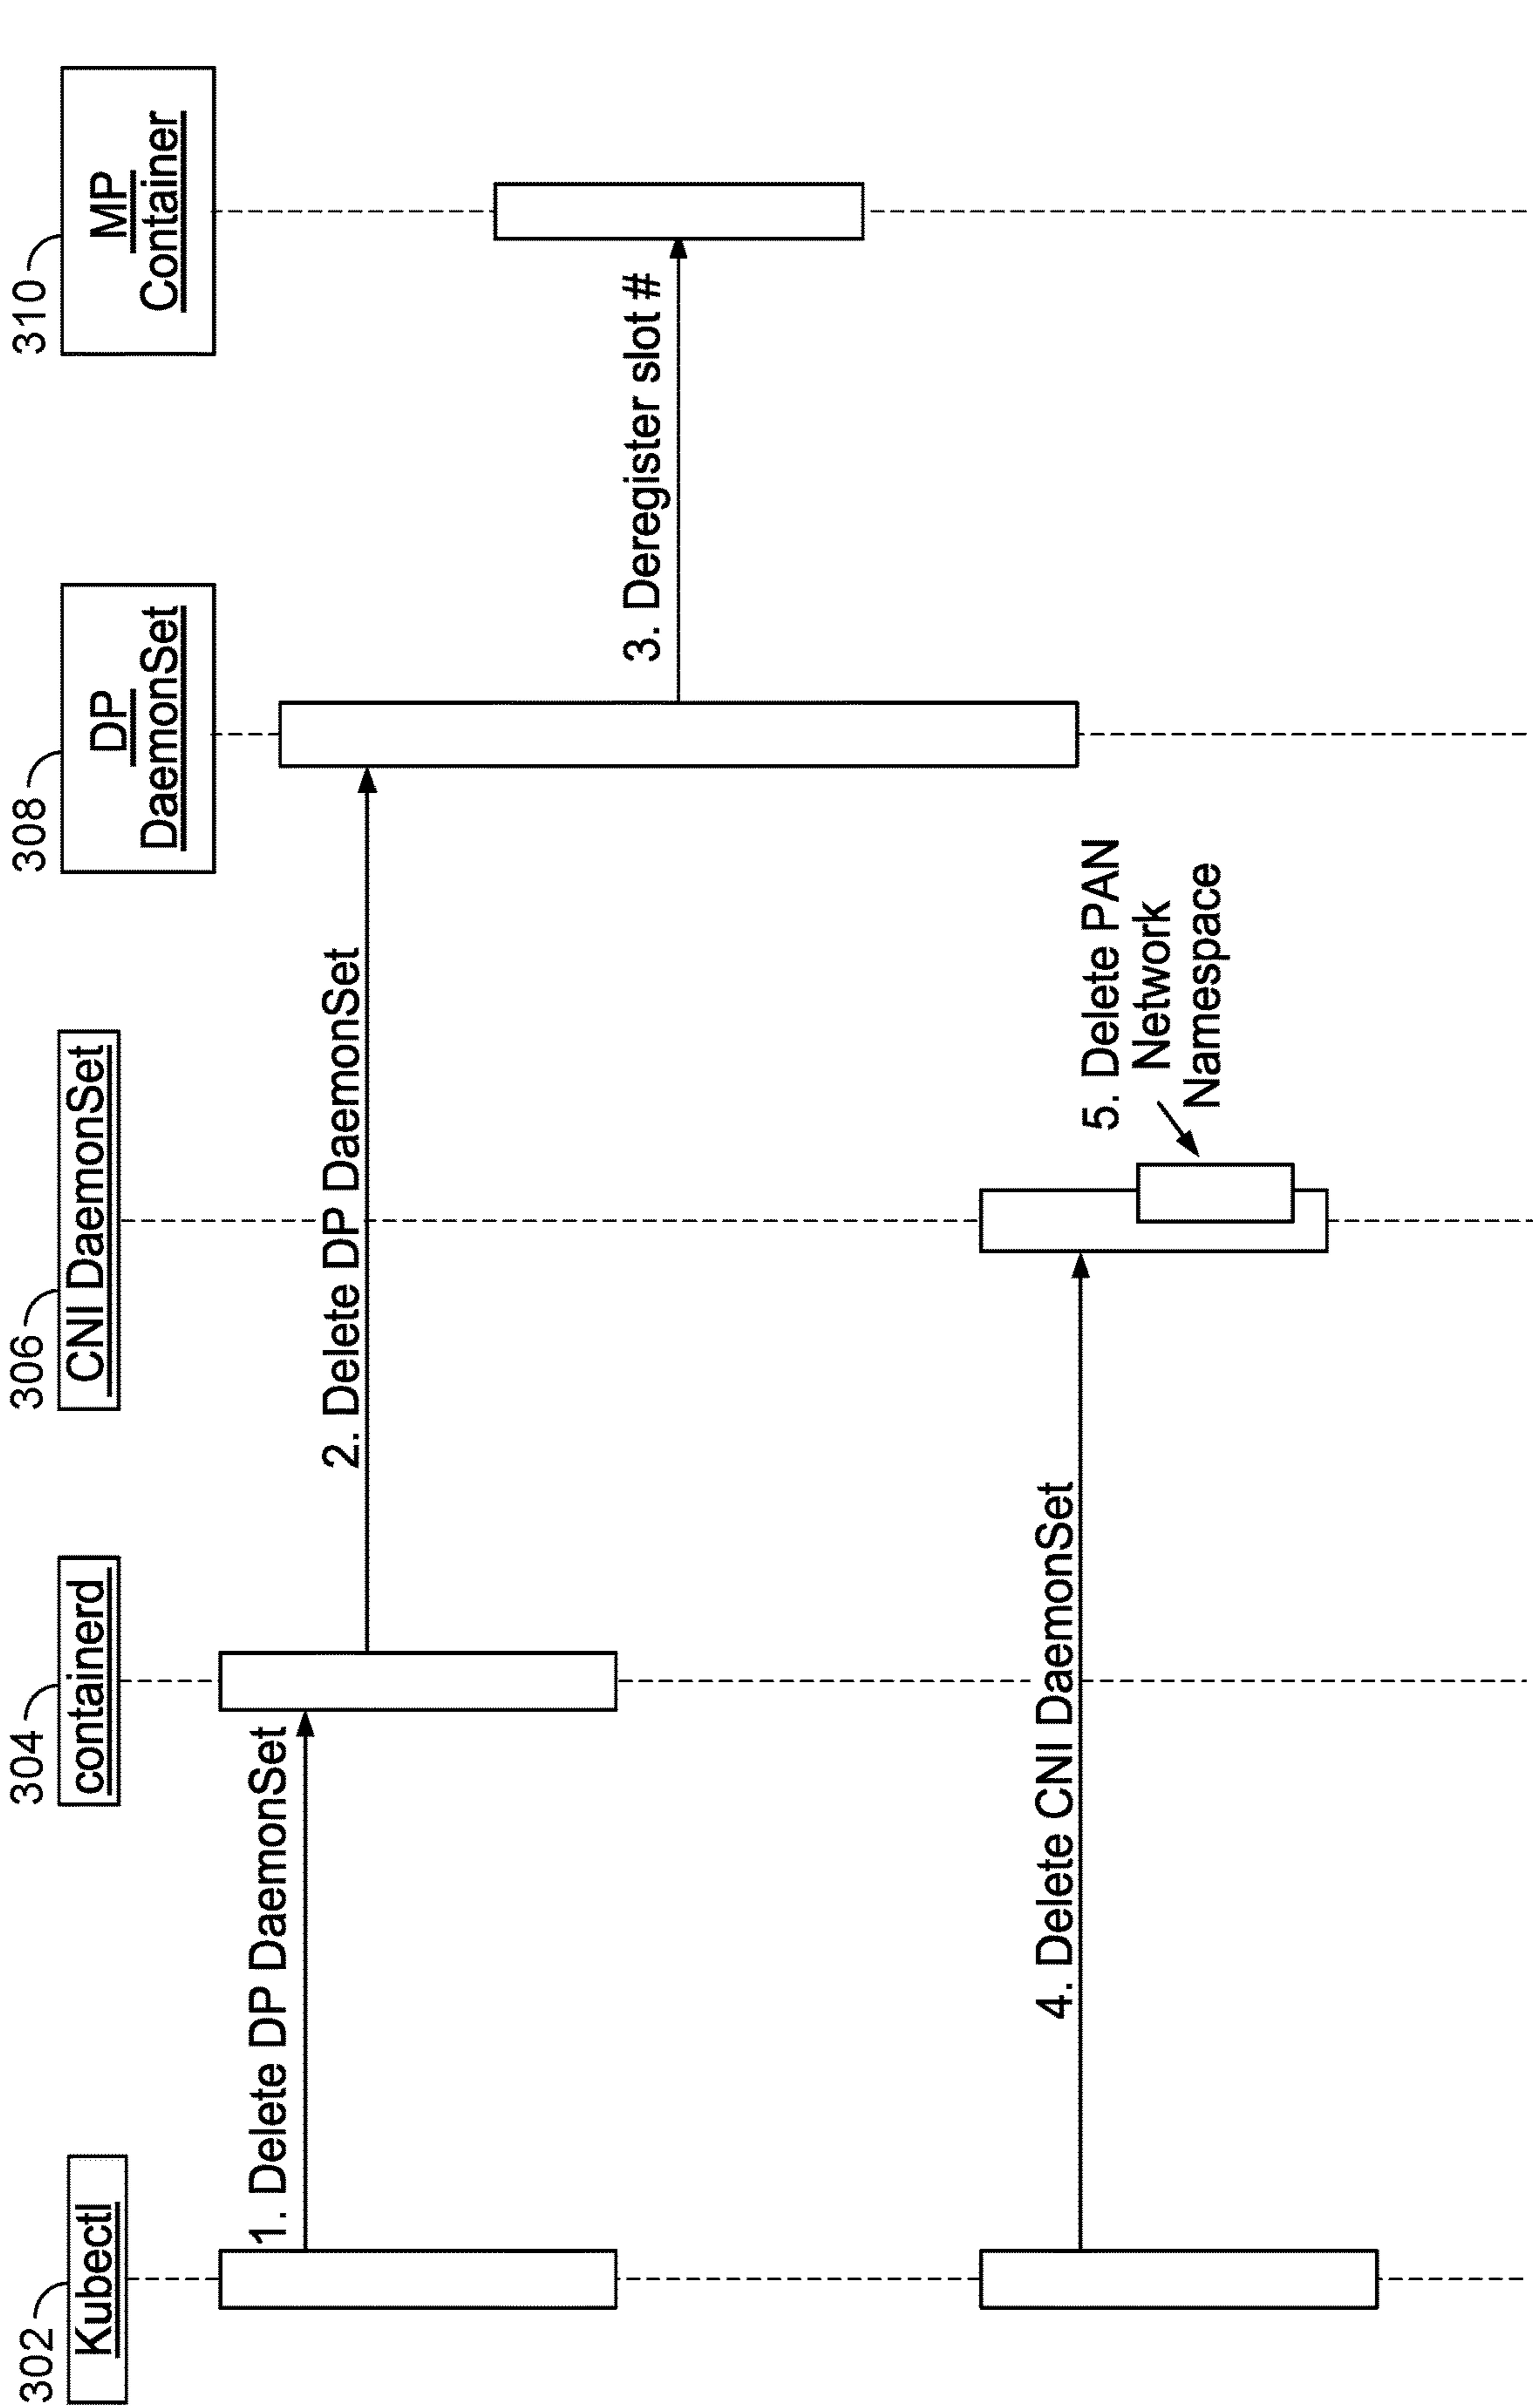 302
Kubectl
304
containerd
306
CNI DaemonSet
308
DP
DaemonSet
310
MP
Container
1. Delete DP DaemonSet
2. Delete DP DaemonSet
3. Deregister slot #
4. Delete CNI DaemonSet
5. Delete PAN
Network
Namespace